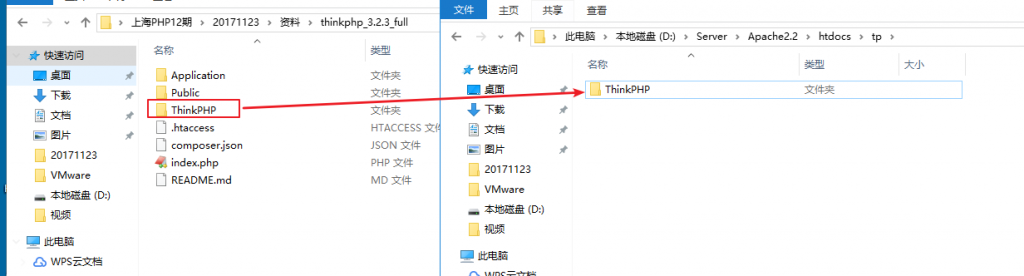 上海PHP12期 > 20171123 > 资料 > thinkphp_3.2.3_full
名称
类型
快速访问
桌面
下载
文档
图片
20171123
VMware
本地磁盘 (D:)
视频
此电脑
WPS云文档
Application 文件夹
Public 文件夹
ThinkPHP 文件夹
.htaccess HTACCESS 文件
composer.json JSON 文件
index.php PHP 文件
README.md MD 文件
文件 主页 共享 查看
此电脑 > 本地磁盘 (D:) > Server > Apache2.2 > htdocs > tp >
名称 类型 大小
快速访问
桌面
下载
文档
图片
20171123
VMware
本地磁盘 (D:)
视频
此电脑
WPS云文档
ThinkPHP 文件夹